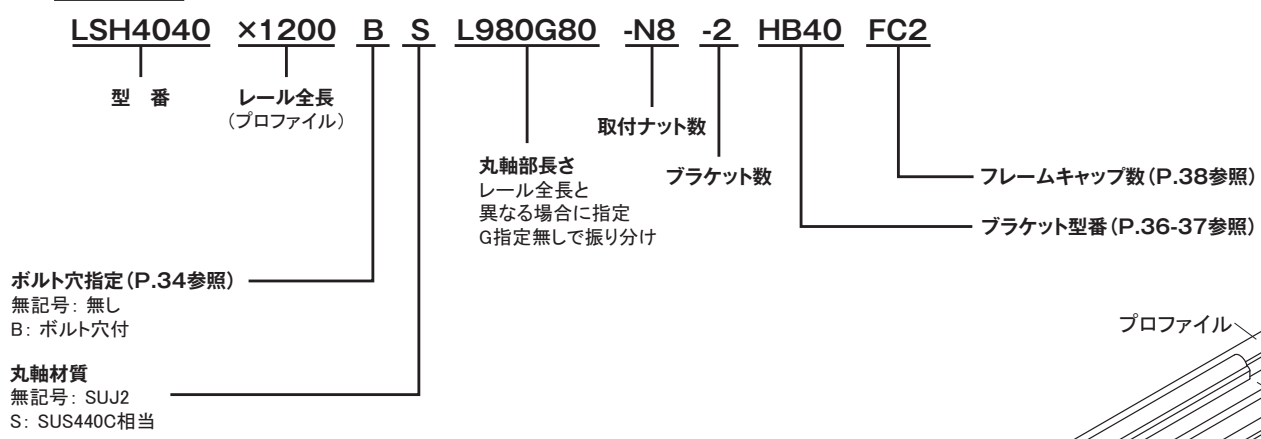 LSH4040 ×1200 B S L980G80 -N8 -2 HB40 FC2
型 番
レール全長
(プロファイル)
取付ナット数
丸軸部長さ
レール全長と
異なる場合に指定
G指定無しで振り分け
ブラケット数
フレームキャップ数(P.38参照)
ブラケット型番(P.36-37参照)
ボルト穴指定(P.34参照)
無記号: 無し
B: ボルト穴付
丸軸材質
無記号: SUJ2
S: SUS440C相当
プロファイル